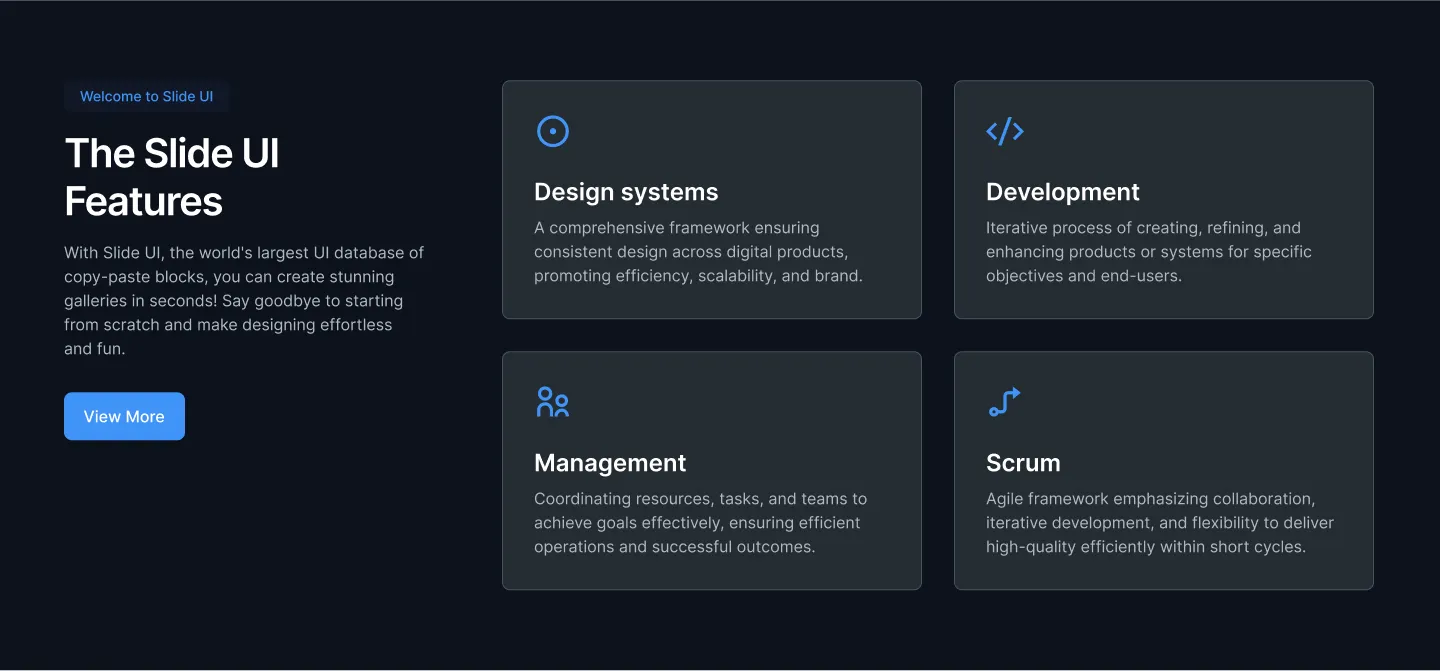 Welcome to Slide UI
The Slide UI
Features
With Slide UI, the world's largest UI database of
copy-paste blocks, you can create stunning
galleries in seconds! Say goodbye to starting
from scratch and make designing effortless
and fun.
View More
Design systems
A comprehensive framework ensuring
consistent design across digital products,
promoting efficiency, scalability, and brand.
Development
Iterative process of creating, refining, and
enhancing products or systems for specific
objectives and end-users.
Management
Coordinating resources, tasks, and teams to
achieve goals effectively, ensuring efficient
operations and successful outcomes.
Scrum
Agile framework emphasizing collaboration,
iterative development, and flexibility to deliver
high-quality efficiently within short cycles.